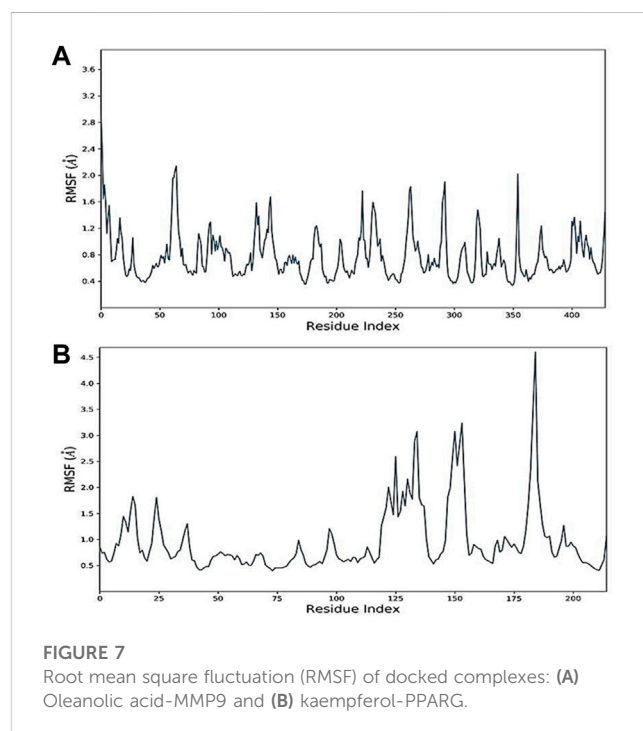 A
3.6
3.2
2.8
2.4
2.0
1.6
1.2
0.8
0.4
RMSF (Å)
0 50 100 150 200 250 300 350 400
Residue Index
B
4.5
4.0
3.5
3.0
2.5
2.0
1.5
1.0
0.5
RMSF (Å)
0 25 50 75 100 125 150 175 200
Residue Index
FIGURE 7
Root mean square fluctuation (RMSF) of docked complexes: (A)
Oleanolic acid-MMP9 and (B) kaempferol-PPARG.